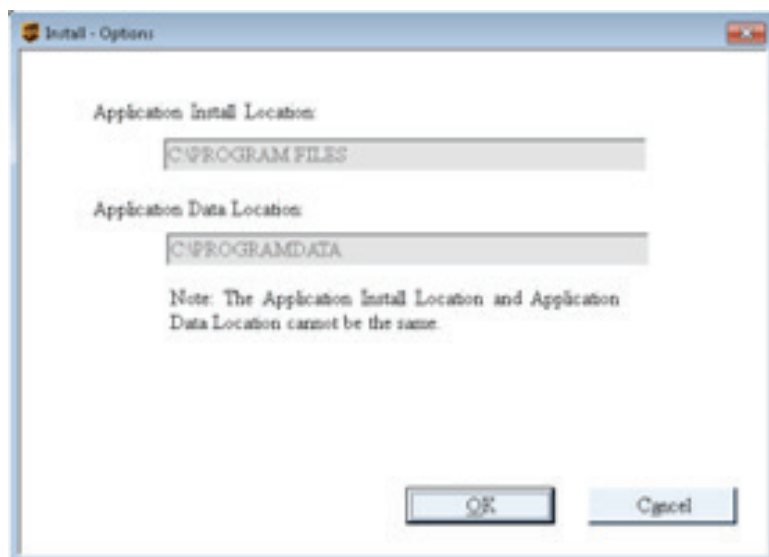 Install - Options
Application Install Location:
C:\PROGRAM FILES
Application Data Location:
C:\PROGRAMDATA
Note: The Application Install Location and Application
Data Location cannot be the same.
OK
Cancel